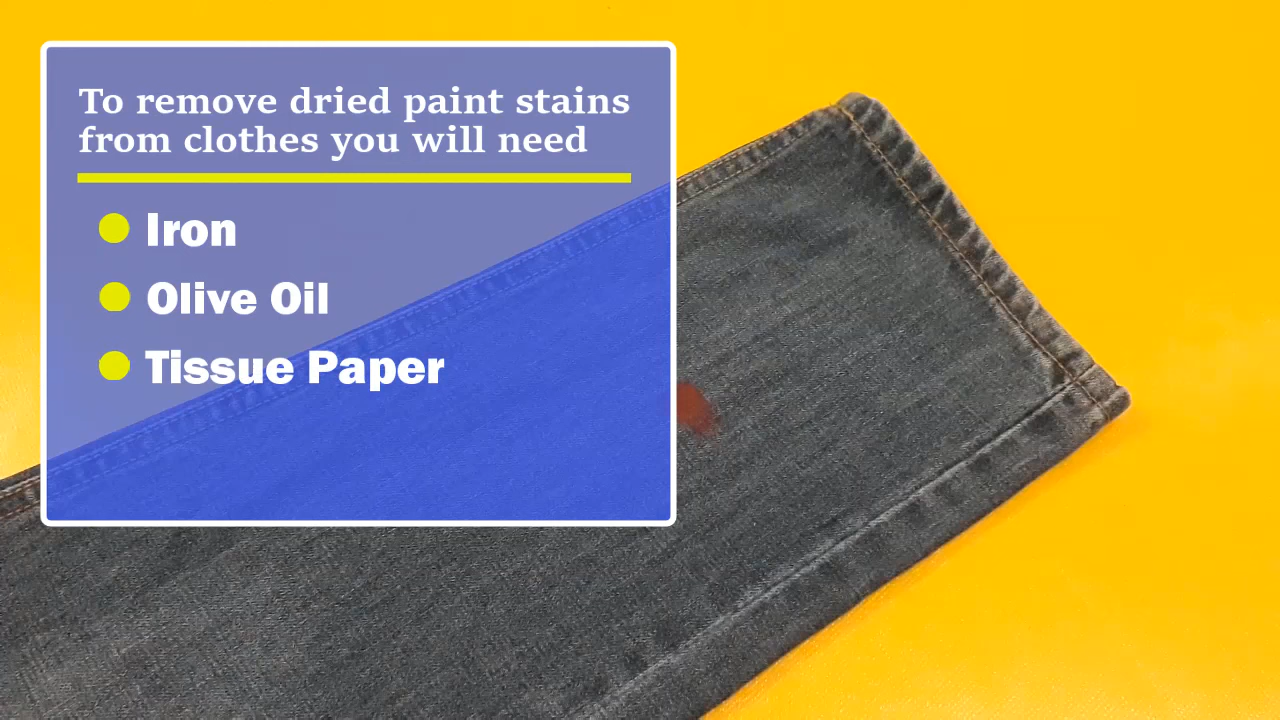 To remove dried paint stains
from clothes you will need
Iron
Olive Oil
Tissue Paper